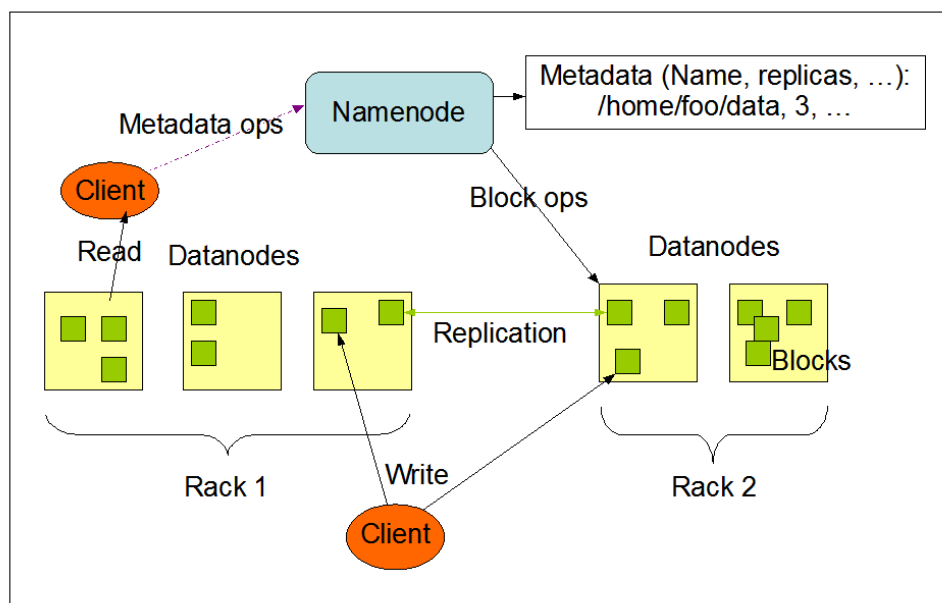 Metadata (Name, replicas, …):
/home/foo/data, 3, …
Namenode
Metadata ops
Client
Block ops
Read
Datanodes
Datanodes
Replication
Blocks
Rack 1
Write
Rack 2
Client